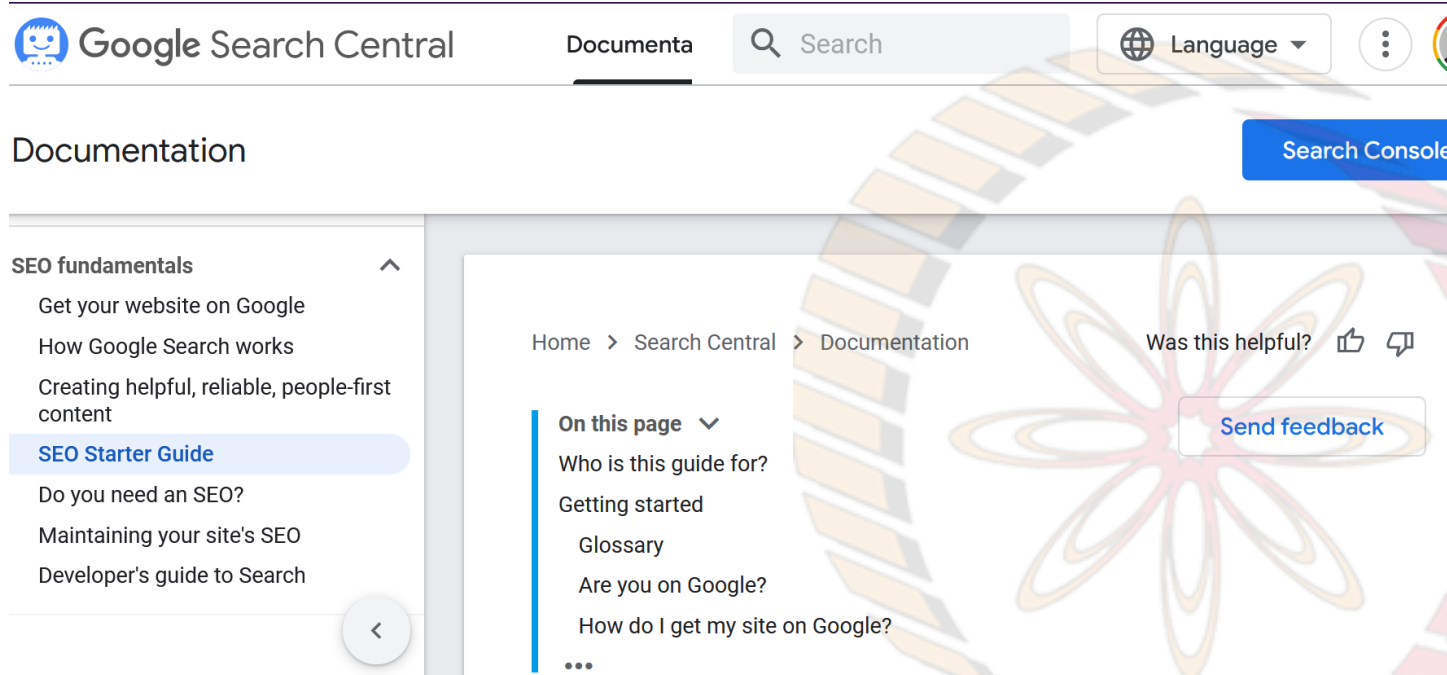 Google Search Central
Documenta
Search
Language
Documentation
Search Console
SEO fundamentals
Get your website on Google
How Google Search works
Creating helpful, reliable, people-first
content
SEO Starter Guide
Do you need an SEO?
Maintaining your site's SEO
Developer's guide to Search
Home > Search Central > Documentation
Was this helpful?
Send feedback
On this page
Who is this guide for?
Getting started
Glossary
Are you on Google?
How do I get my site on Google?
•••